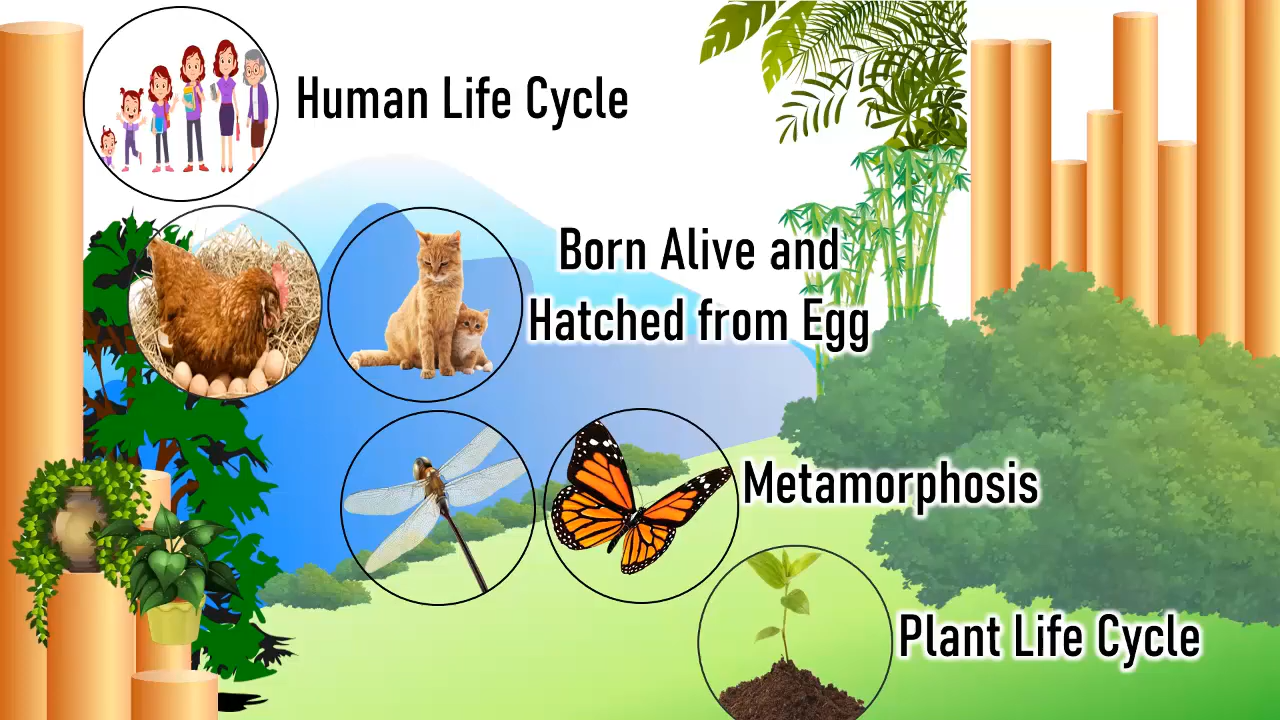 Human Life Cycle
Born Alive and
Hatched from Egg
Metamorphosis
Plant Life Cycle